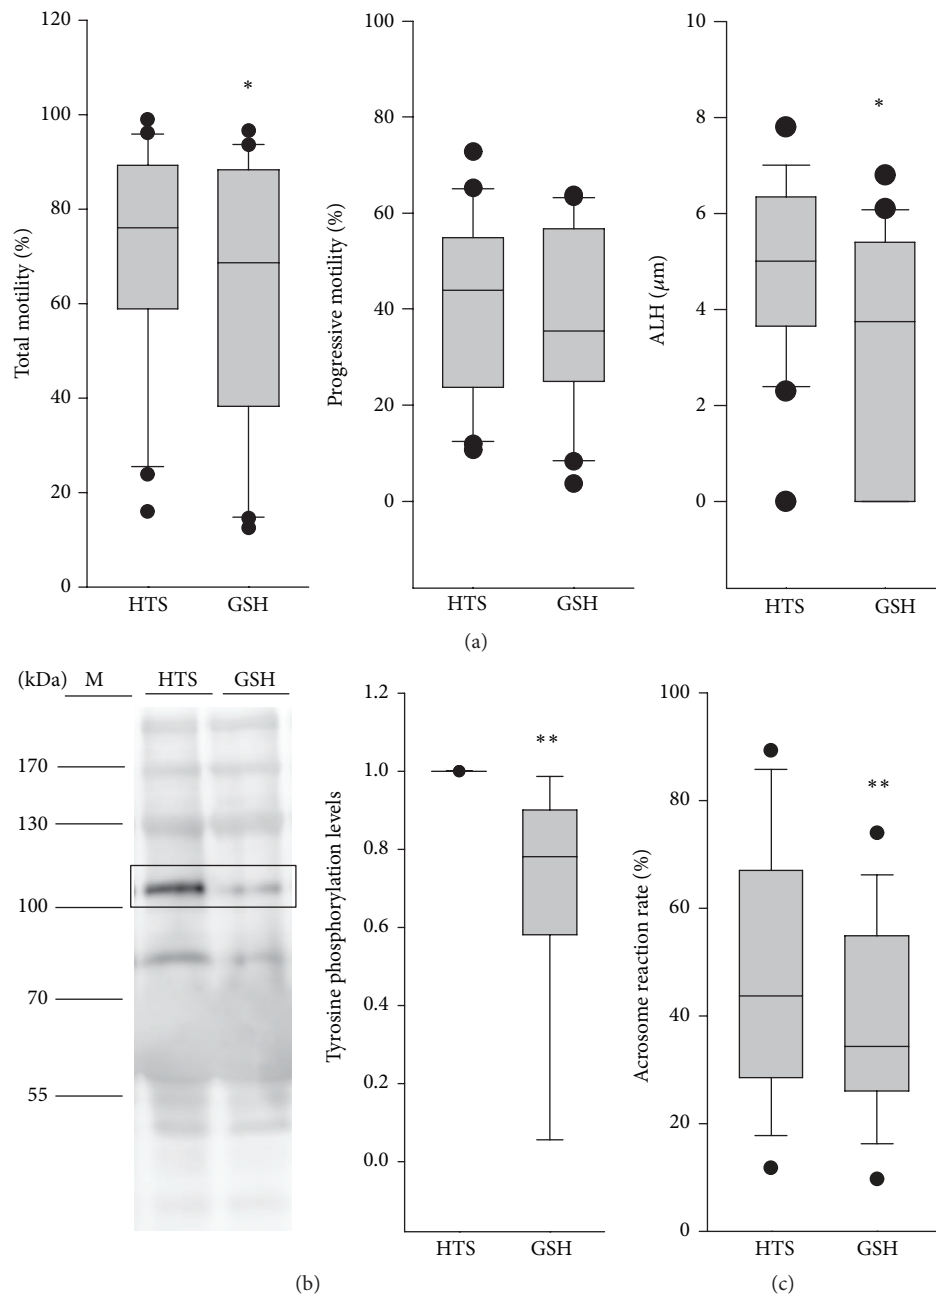 120
100
80
60
40
20
0
Total motility (%)
*
HTS
GSH
100
80
60
40
20
0
Progressive motility (%)
HTS
GSH
10
8
6
4
2
0
ALH (μm)
*
HTS
GSH
(a)
(kDa) M HTS GSH
170
130
100
70
55
1.2
1.0
0.8
0.6
0.4
0.2
0.0
Tyrosine phosphorylation levels
**
HTS
GSH
(b)
100
80
60
40
20
0
Acrosome reaction rate (%)
**
HTS
GSH
(c)